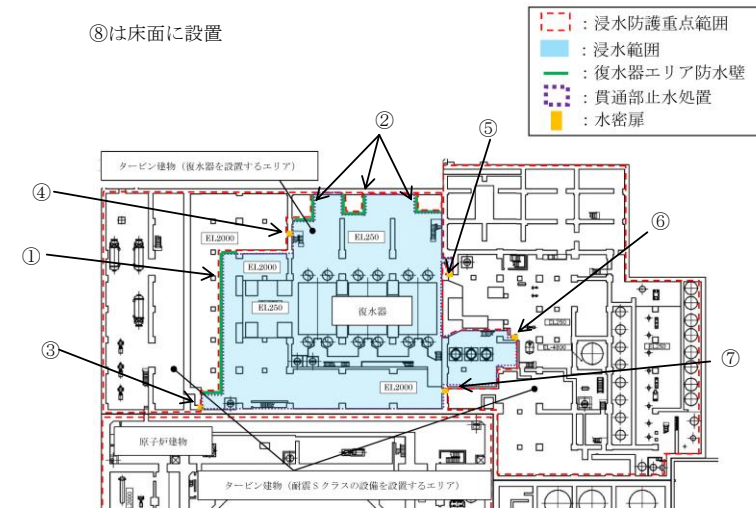 ⑧は床面に設置
：浸水防護重点範囲
：浸水範囲
：復水器エリア防水壁
：貫通部止水処置
：水密扉
②
⑤
タービン建物（復水器を設置するエリア）
④
⑥
EL2000
EL250
①
EL2000
EL250
復水器
③
⑦
EL2000
原子炉建物
タービン建物（耐震Sクラスの設備を設置するエリア）